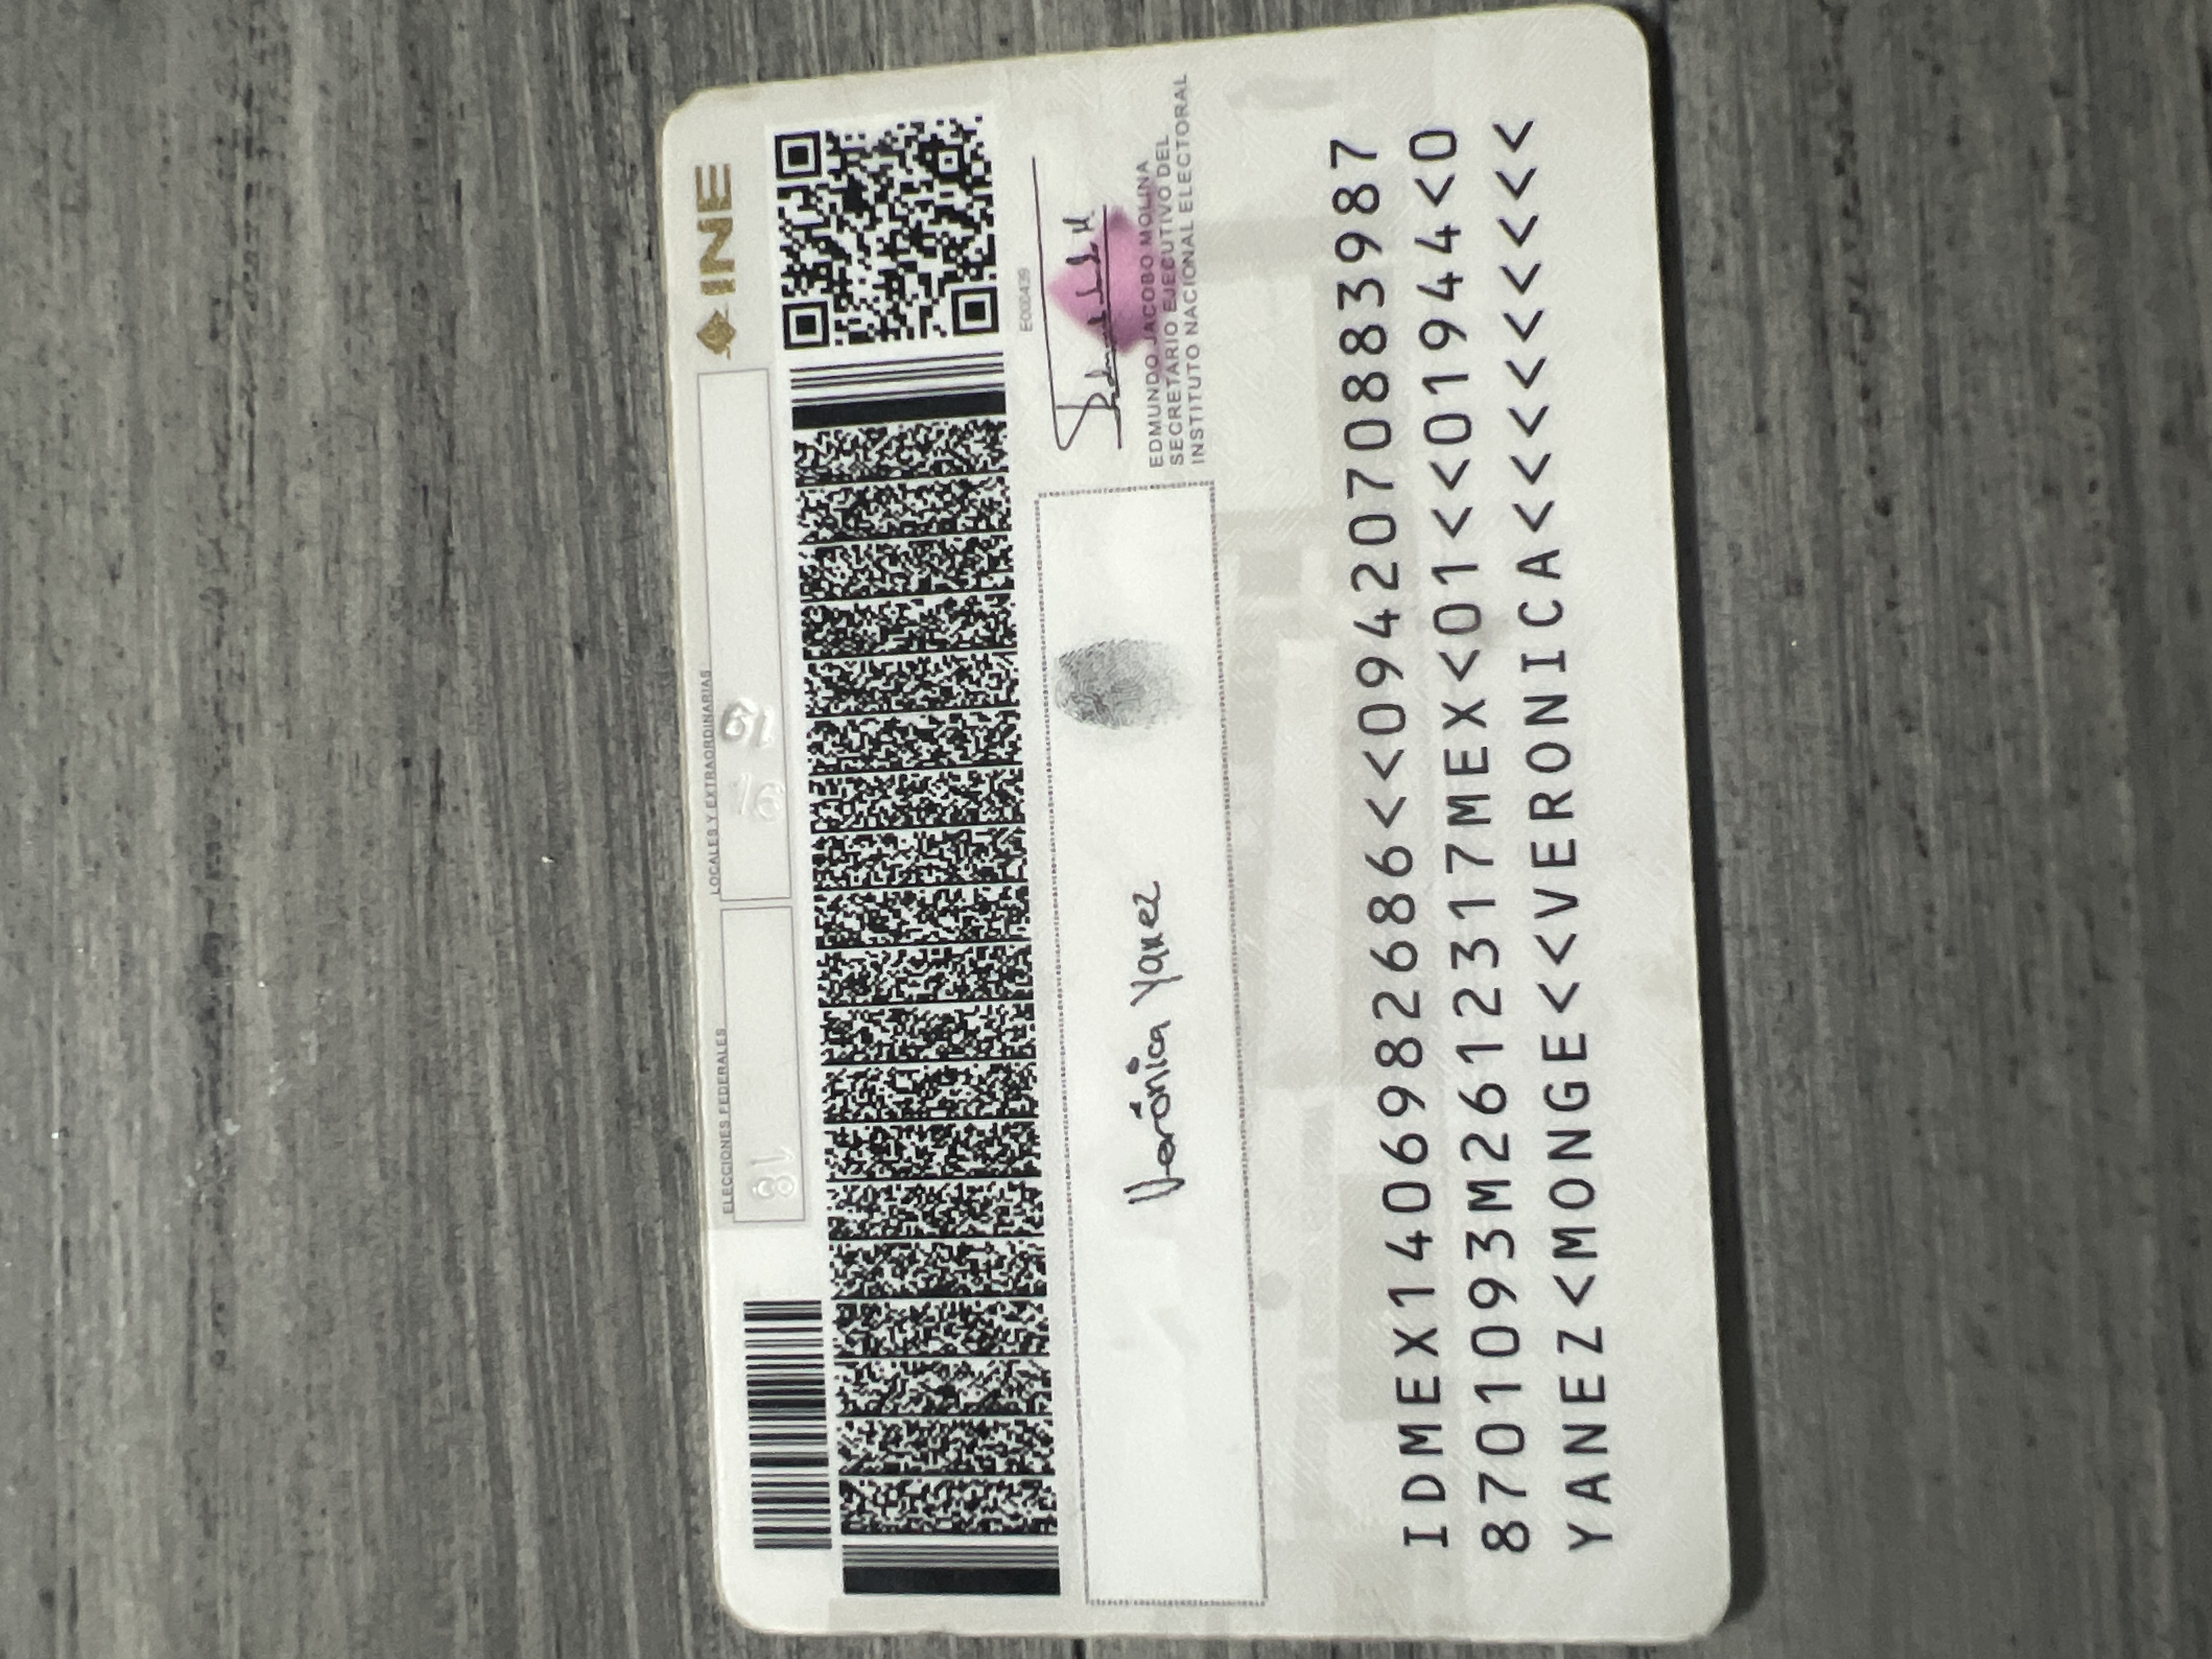 ELECCIONES FEDERALES
LOCALES Y EXTRAORDINARIAS
INE
18
19
E000439
Verónica Yanez
EDMUNDO JACOBO MOLINA
SECRETARIO EJECUTIVO DEL
INSTITUTO NACIONAL ELECTORAL
IDMEX1406982686<<0942070883987
8701093M2612317MEX<01<<01944<0
YANEZ<MONGE<<VERONICA<<<<<<<<<